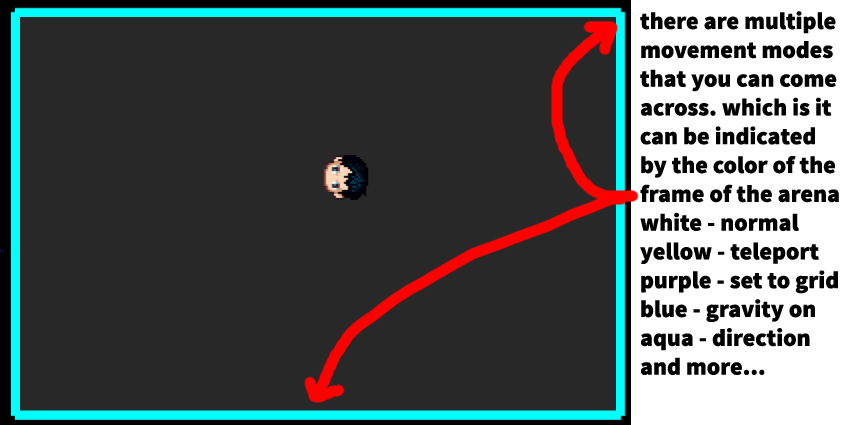 there are multiple
movement modes
that you can come
across. which is it
can be indicated
by the color of the
frame of the arena
white - normal
yellow - teleport
purple - set to grid
blue - gravity on
aqua - direction
and more...